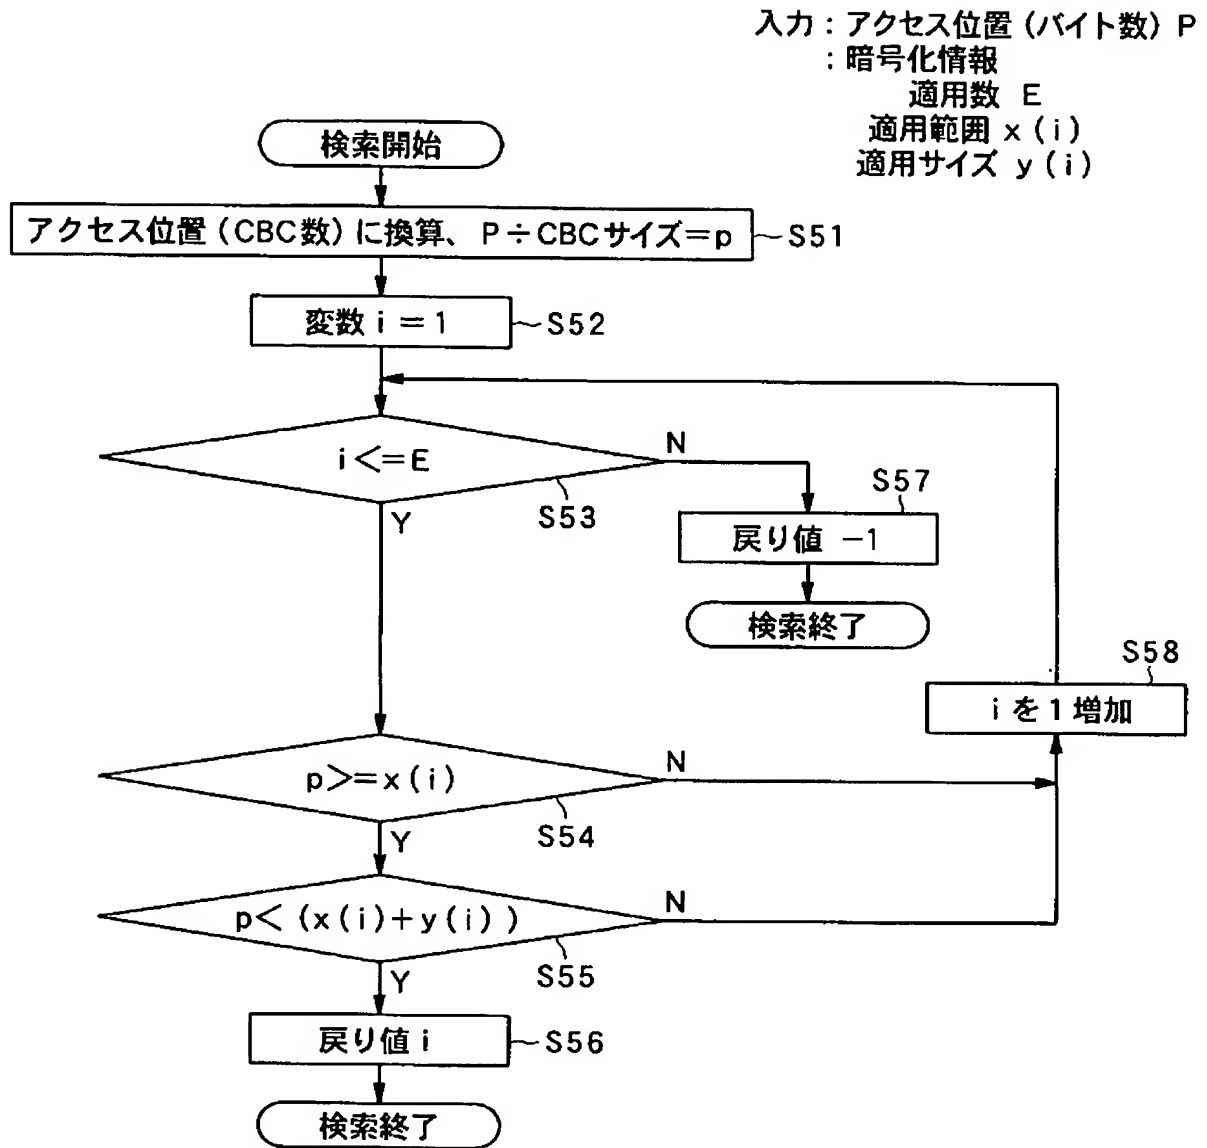 入力：アクセス位置（バイト数）P
：暗号化情報
適用数 E
適用範囲 x(i)
適用サイズ y(i)
検索開始
アクセス位置（CBC数）に換算、P÷CBCサイズ＝p
S51
変数 i ＝ 1
S52
i<=E
N
S53
Y
S57
戻り値 －1
検索終了
S58
i を 1 増加
p>=x(i)
N
S54
Y
p<(x(i)+y(i))
N
S55
Y
戻り値 i
S56
検索終了